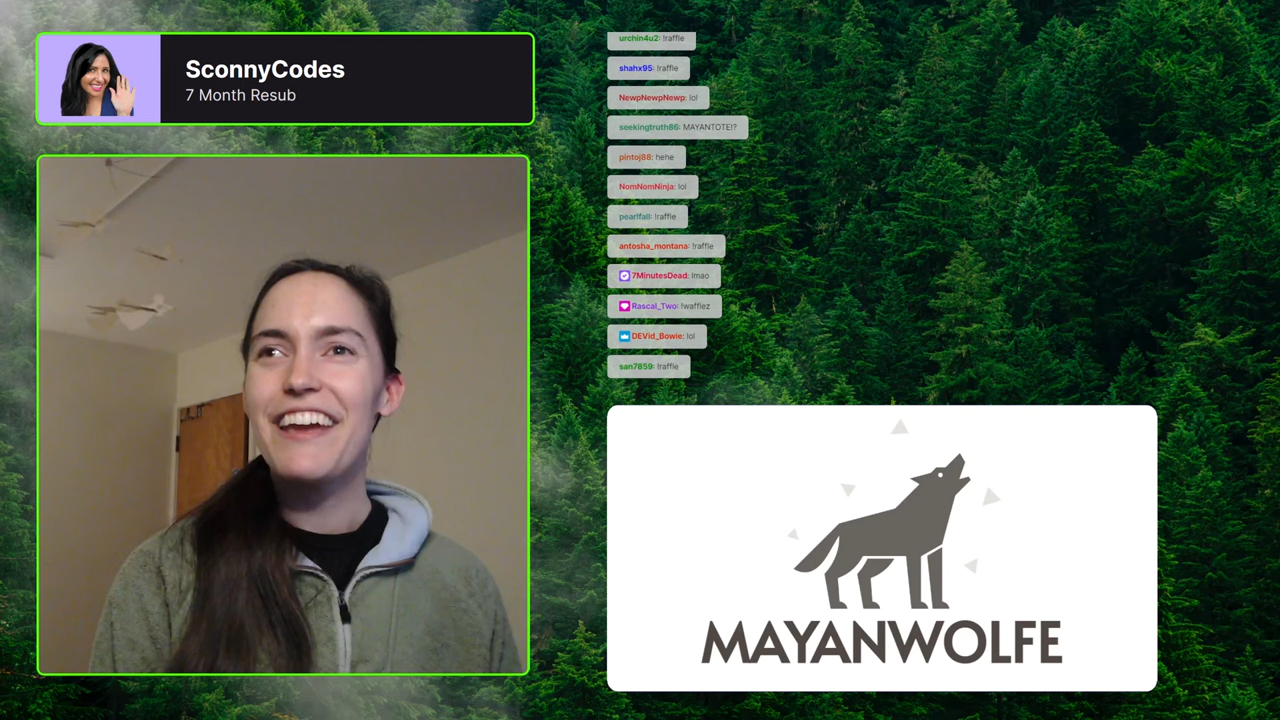 SconnyCodes
7 Month Resub
urchin4u2: !raffle
shahx95: !raffle
NewpNewpNewp: lol
seekingtruth86: MAYANTOTE!?
pintoj88: hehe
NomNomNinja: lol
pearlfall: !raffle
antosha_montana: !raffle
7MinutesDead: lmao
Rascal_Two: !wafflez
DEVid_Bowie: lol
san7859: !raffle
MAYANWOLFE